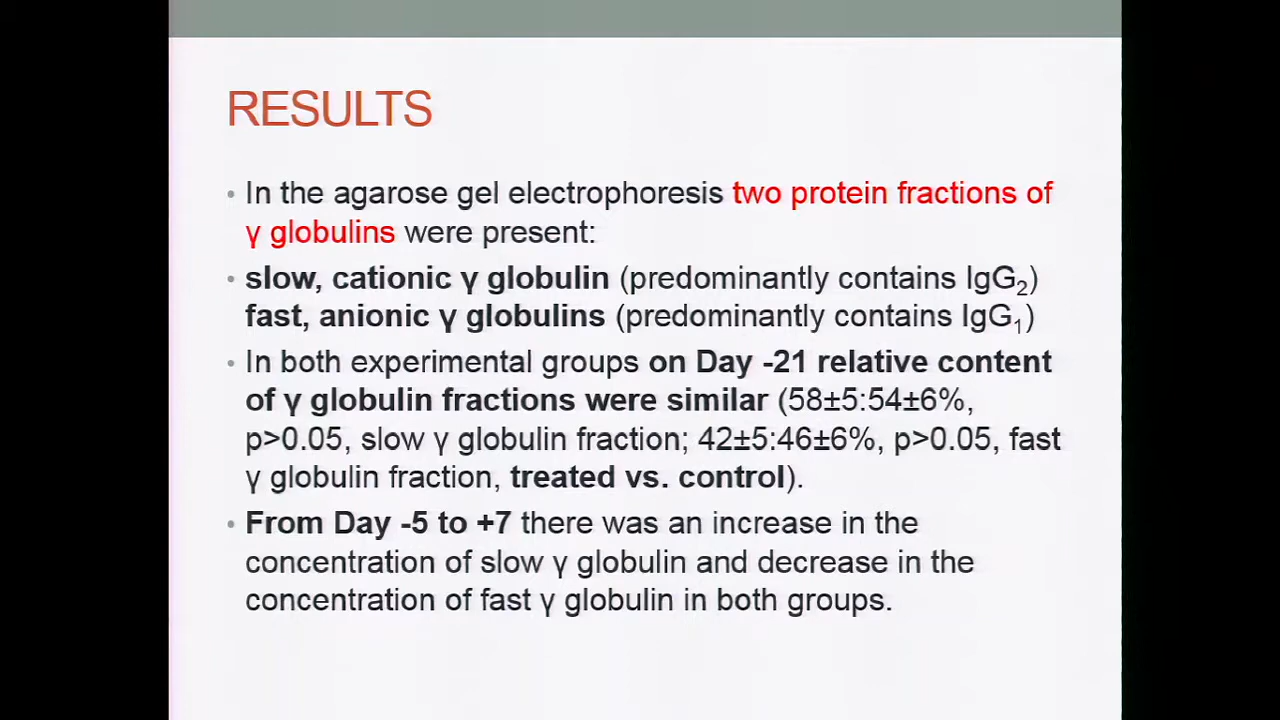 RESULTS
• In the agarose gel electrophoresis two protein fractions of
γ globulins were present:
• slow, cationic γ globulin (predominantly contains IgG₂)
fast, anionic γ globulins (predominantly contains IgG₁)
• In both experimental groups on Day -21 relative content
of γ globulin fractions were similar (58±5:54±6%,
p>0.05, slow γ globulin fraction; 42±5:46±6%, p>0.05, fast
γ globulin fraction, treated vs. control).
• From Day -5 to +7 there was an increase in the
concentration of slow γ globulin and decrease in the
concentration of fast γ globulin in both groups.